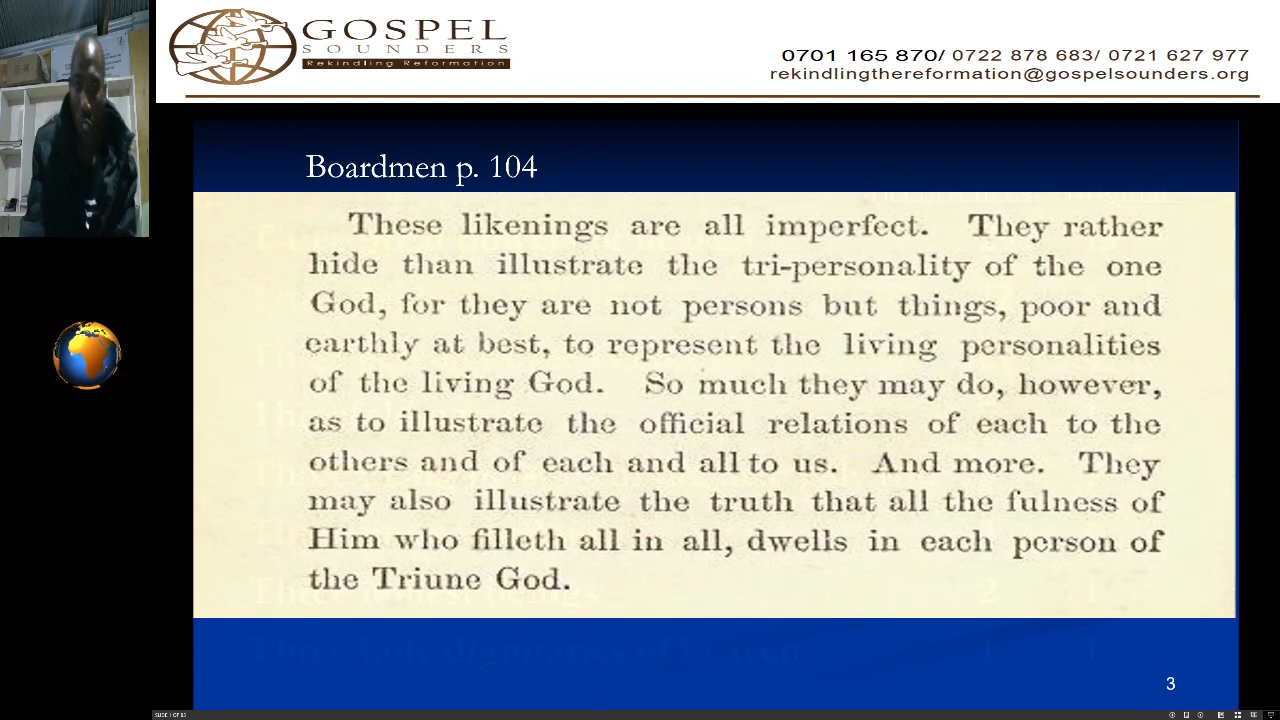 GOSPEL
SOUNDERS
Rekindling Reformation
0701 165 870/ 0722 878 683/ 0721 627 977
rekindlingthereformation@gospelsounders.org
Boardmen p. 104
These likenings are all imperfect. They rather
hide than illustrate the tri-personality of the one
God, for they are not persons but things, poor and
earthly at best, to represent the living personalities
of the living God. So much they may do, however,
as to illustrate the official relations of each to the
others and of each and all to us. And more. They
may also illustrate the truth that all the fulness of
Him who filleth all in all, dwells in each person of
the Triune God.
3